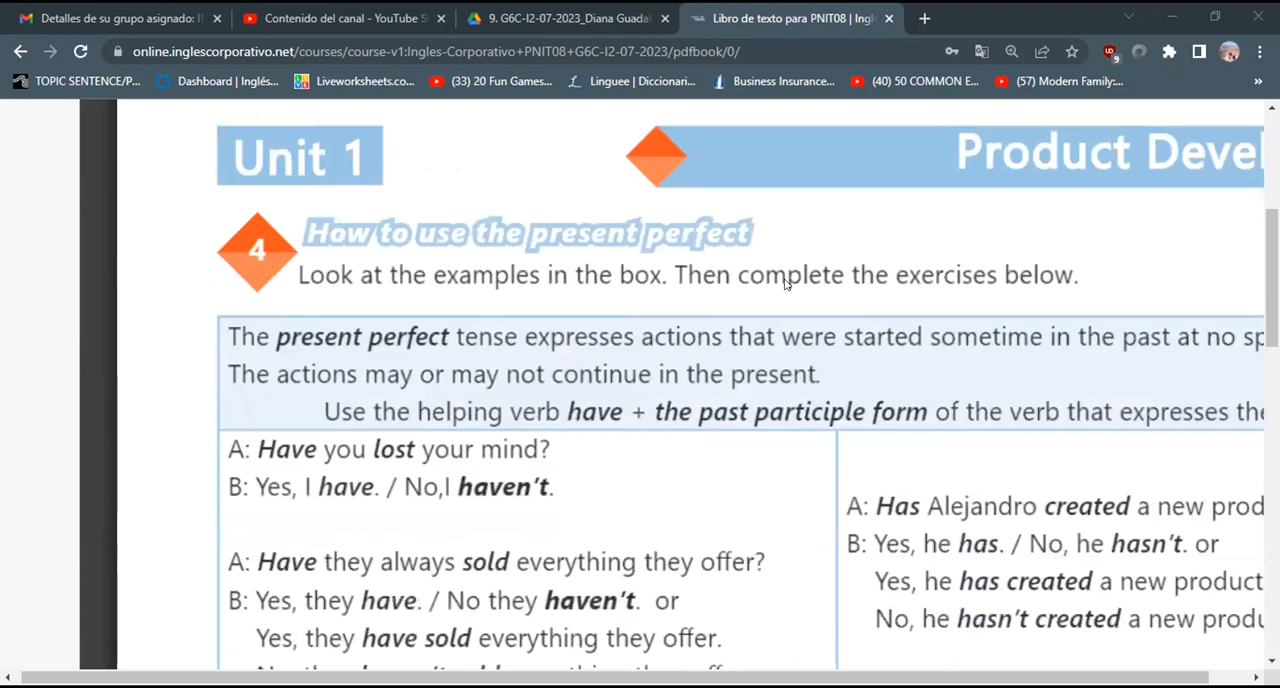 Detalles de su grupo asignado: I
Contenido del canal - YouTube S
9. G6C-I2-07-2023_Diana Guadal
Libro de texto para PNIT08 | Ingl
online.inglescorporativo.net/courses/course-v1:Ingles-Corporativo+PNIT08+G6C-I2-07-2023/pdfbook/0/
9
TOPIC SENTENCE/P...
Dashboard | Inglés...
Liveworksheets.co...
(33) 20 Fun Games...
Linguee | Diccionari...
Business Insurance...
(40) 50 COMMON E...
(57) Modern Family:...
»
Unit 1
Product Devel
4
How to use the present perfect
Look at the examples in the box. Then complete the exercises below.
The present perfect tense expresses actions that were started sometime in the past at no sp
The actions may or may not continue in the present.
Use the helping verb have + the past participle form of the verb that expresses the
A: Have you lost your mind?
B: Yes, I have. / No,I haven't.
A: Have they always sold everything they offer?
B: Yes, they have. / No they haven't. or
Yes, they have sold everything they offer.
A: Has Alejandro created a new prod
B: Yes, he has. / No, he hasn't. or
Yes, he has created a new product
No, he hasn't created a new produ